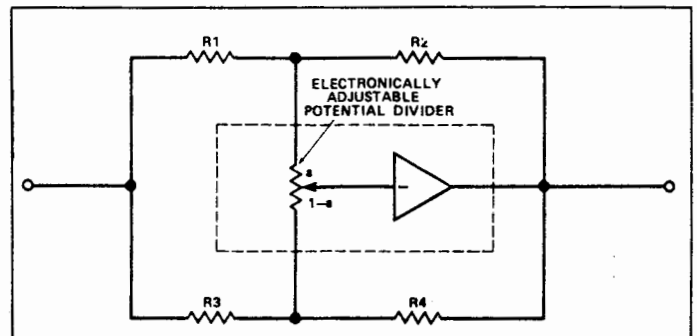 R1
R2
ELECTRONICALLY
ADJUSTABLE
POTENTIAL DIVIDER
a
1-a
R3
R4